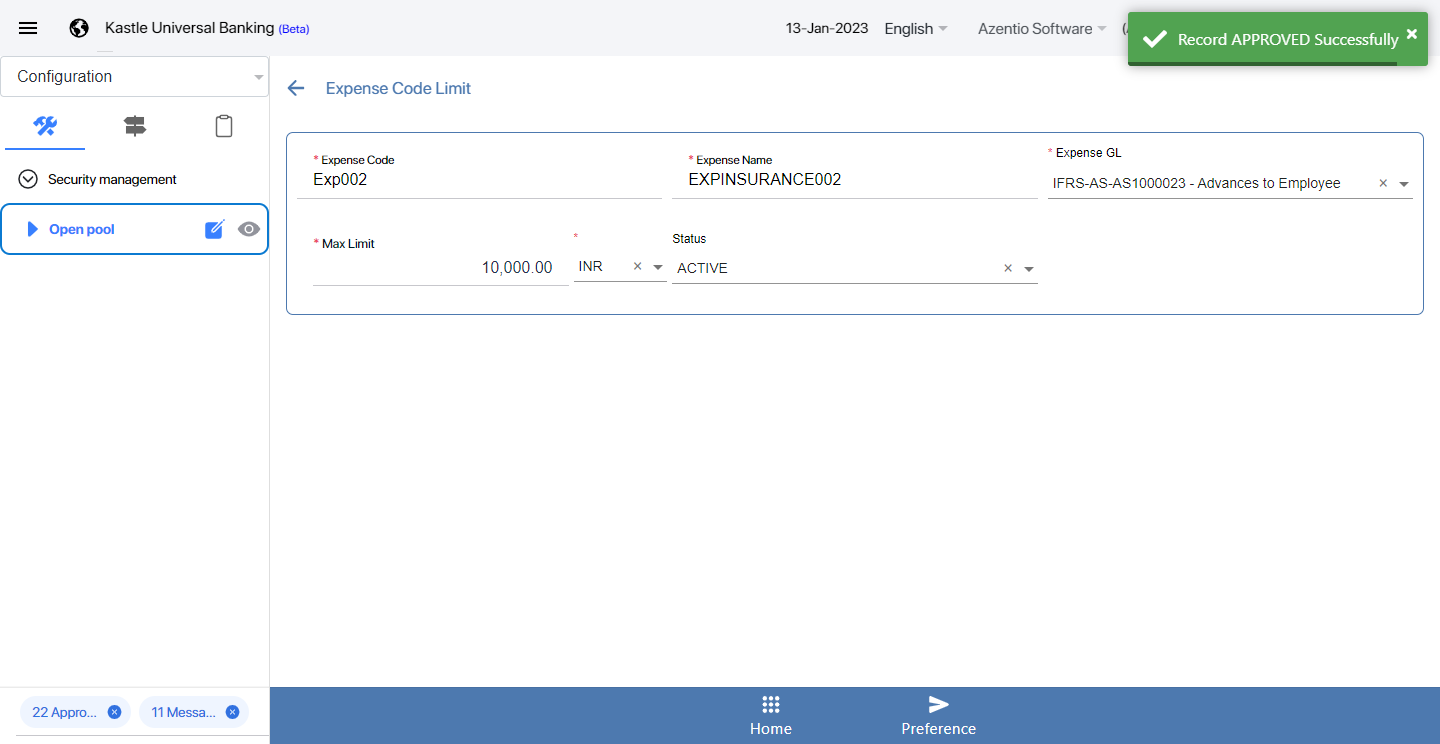 Kastle Universal Banking (Beta)
13-Jan-2023
English
Azentio Software
Record APPROVED Successfully
Configuration
Expense Code Limit
Security management
Open pool
* Expense Code
Exp002
* Expense Name
EXPINSURANCE002
* Expense GL
IFRS-AS-AS1000023 - Advances to Employee
* Max Limit
10,000.00
*
INR
Status
ACTIVE
22 Appro...
11 Messa...
Home
Preference